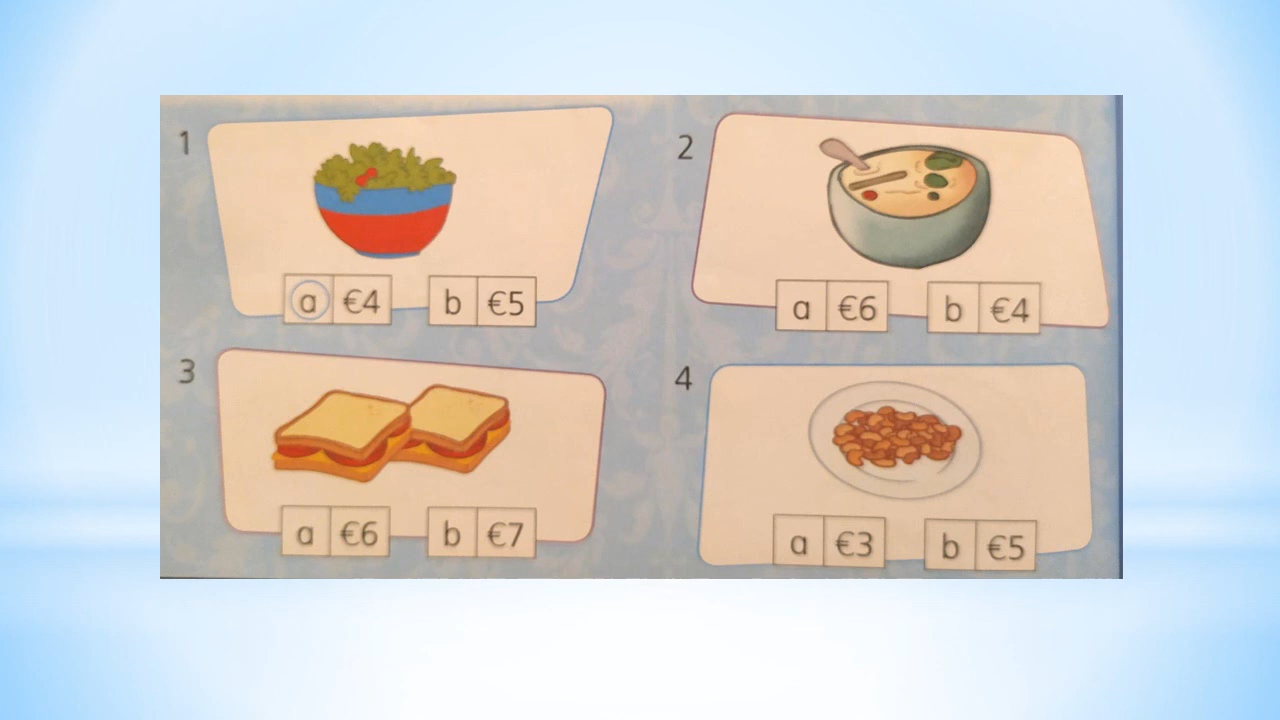 1
a €4 b €5
2
a €6 b €4
3
a €6 b €7
4
a €3 b €5